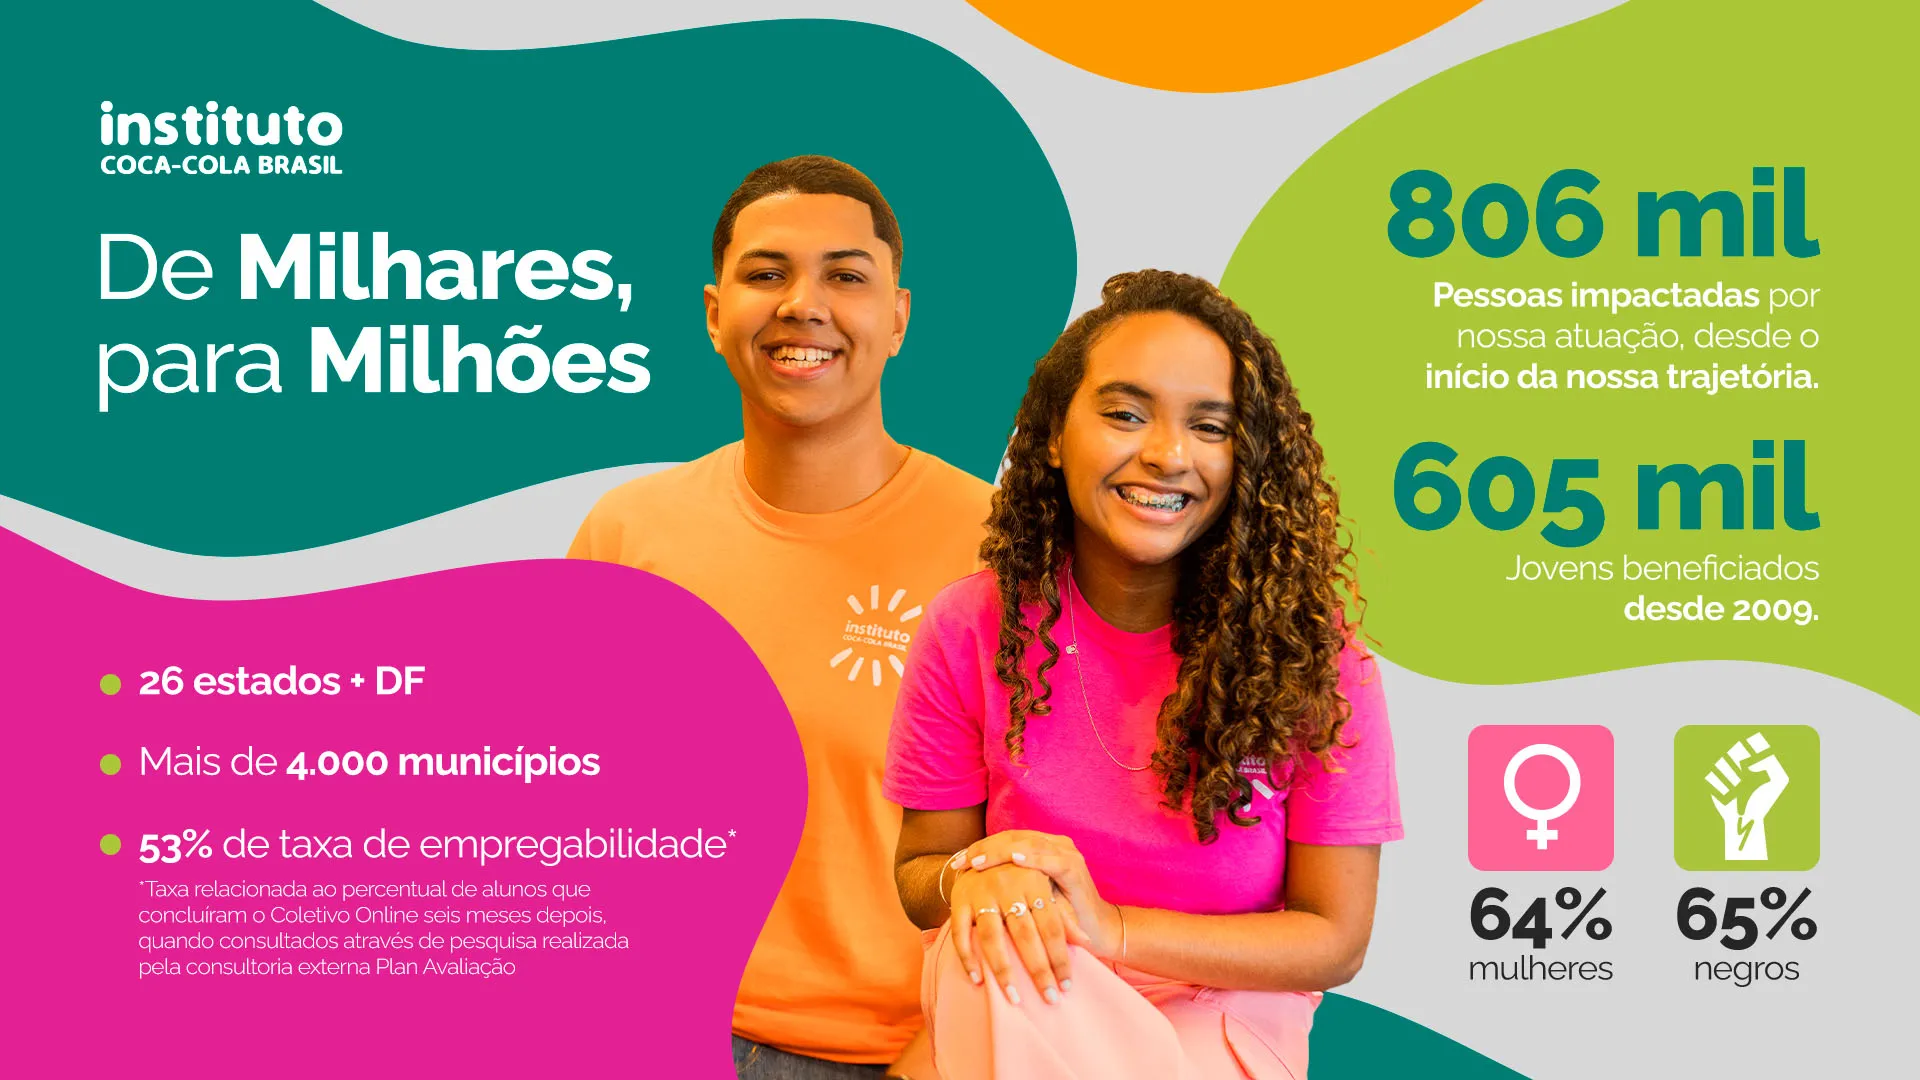 instituto
COCA-COLA BRASIL
De Milhares,
para Milhões
26 estados + DF
Mais de 4.000 municípios
53% de taxa de empregabilidade*
*Taxa relacionada ao percentual de alunos que
concluíram o Coletivo Online seis meses depois,
quando consultados através de pesquisa realizada
pela consultoria externa Plan Avaliação
instituto
COCA-COLA BRASIL
806 mil
Pessoas impactadas por
nossa atuação, desde o
início da nossa trajetória.
605 mil
Jovens beneficiados
desde 2009.
64%
mulheres
65%
negros